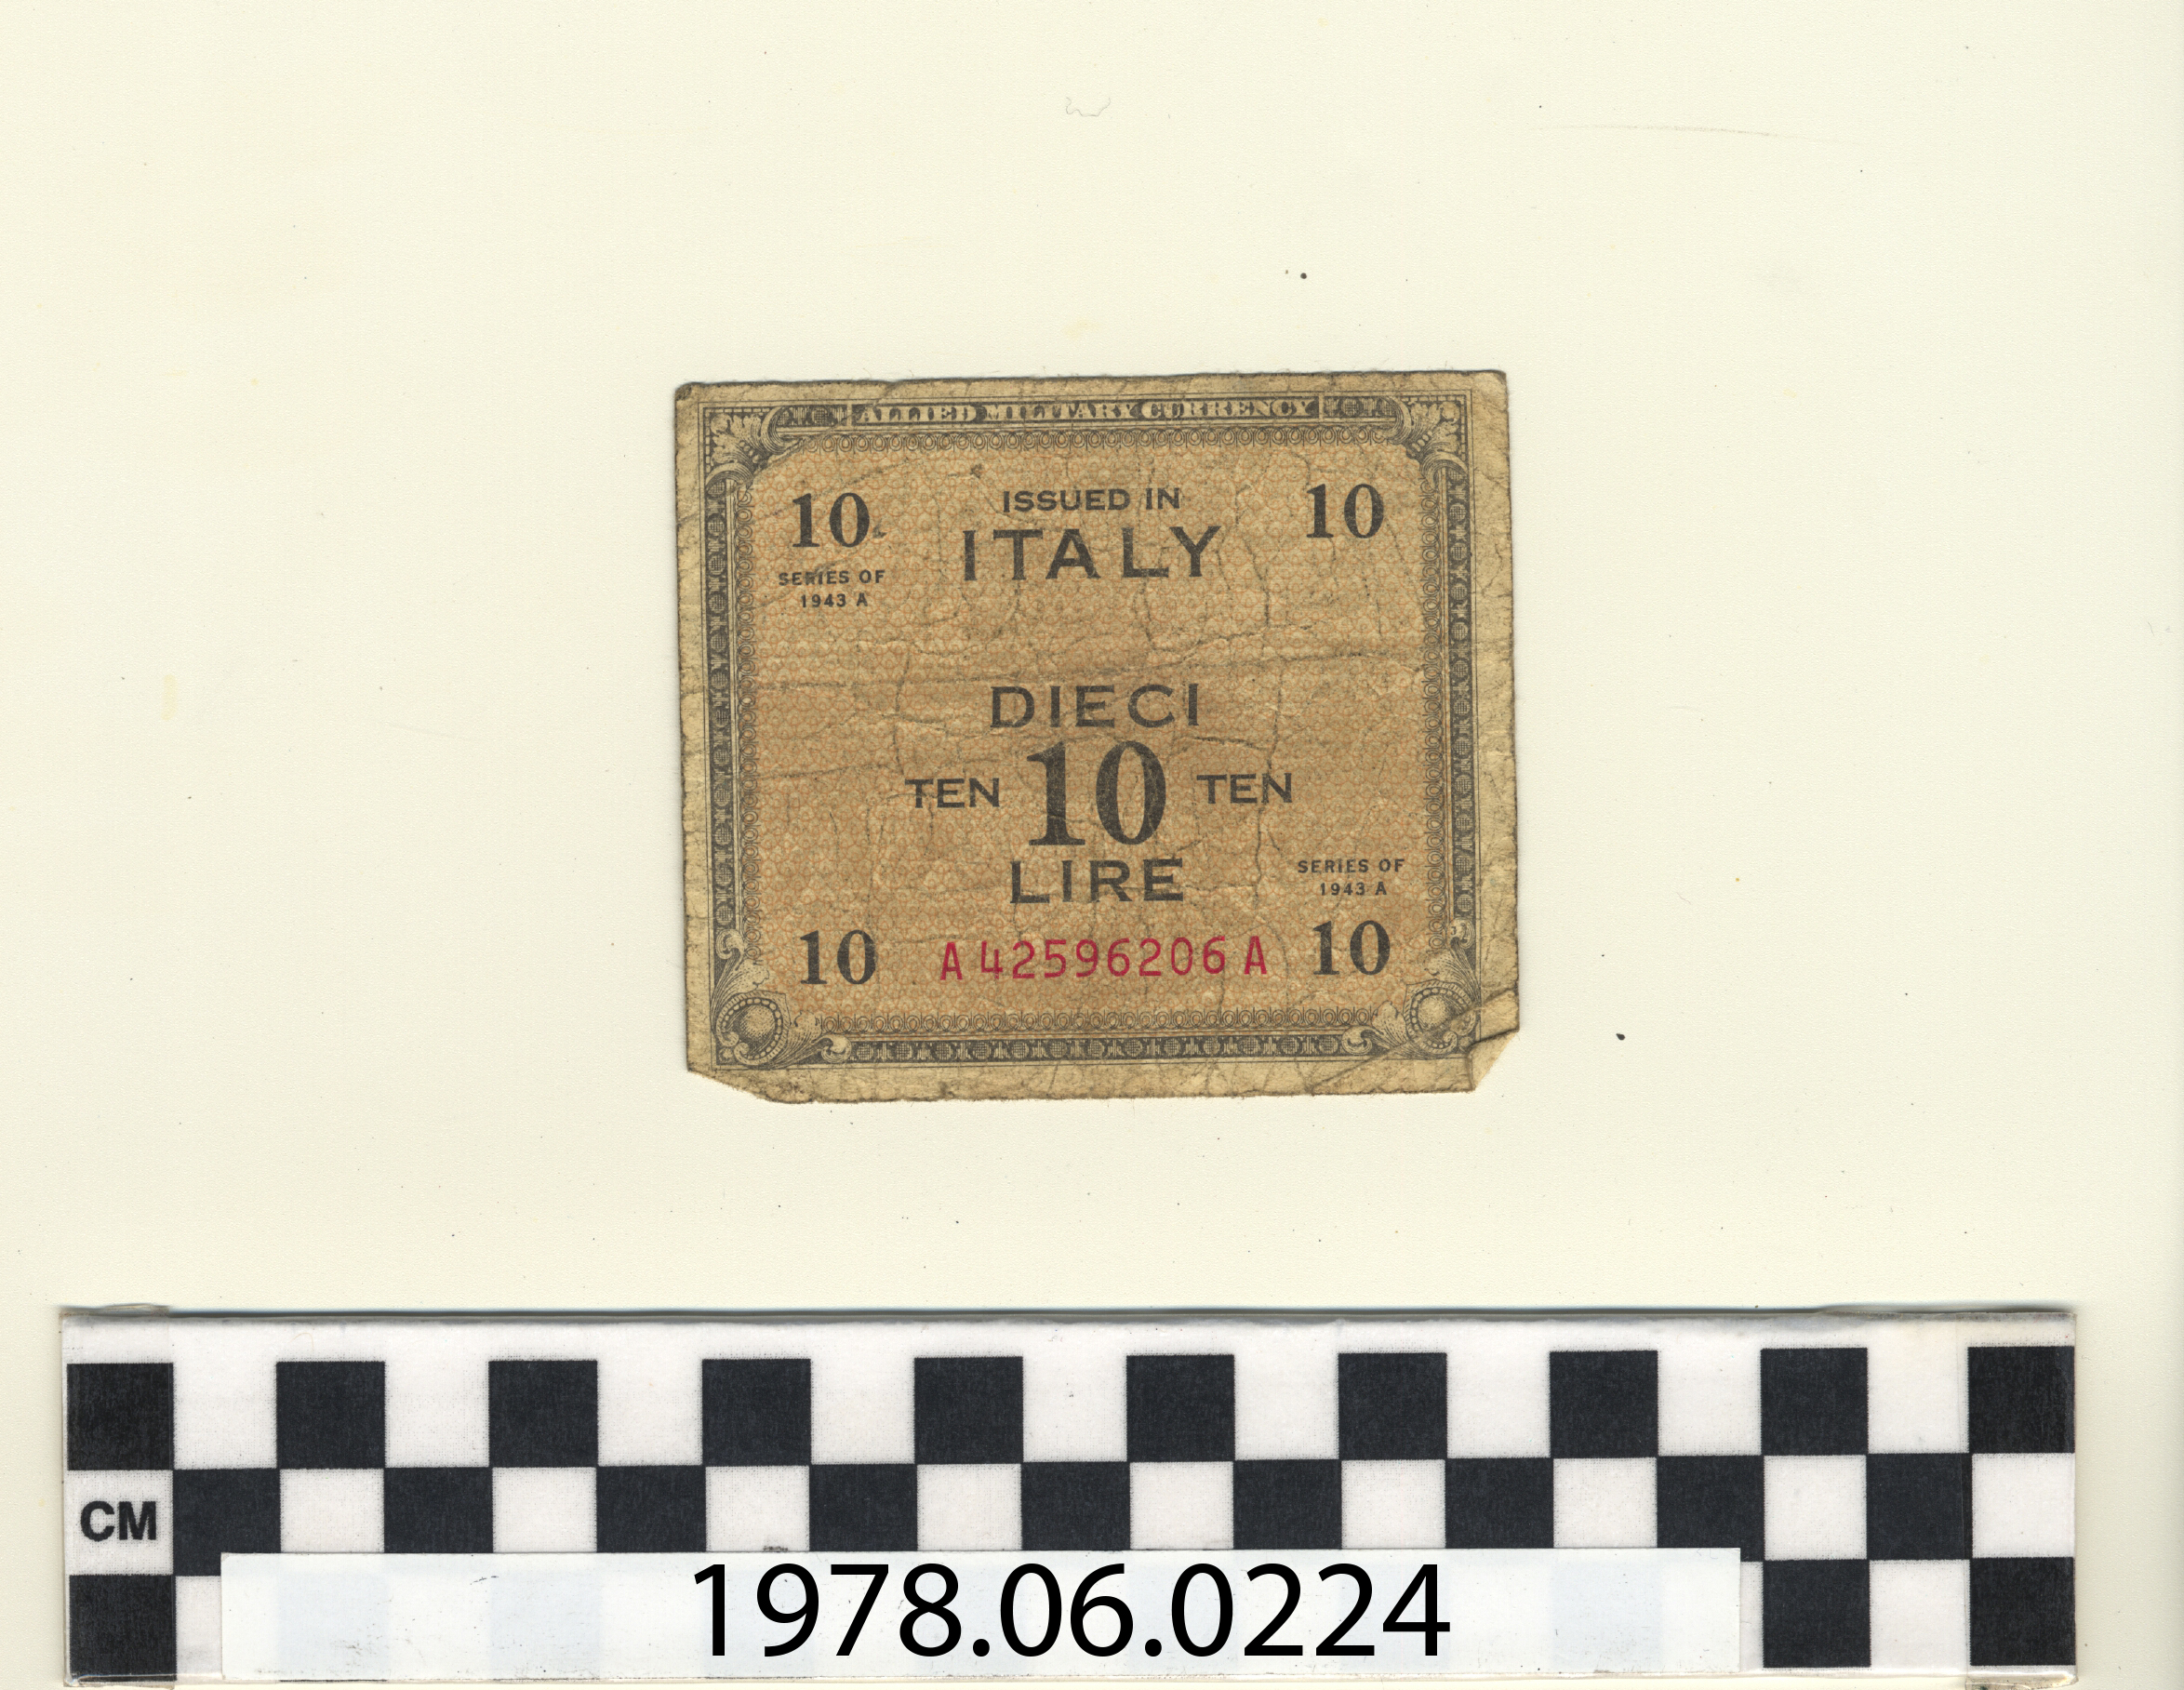 ALLIED MILITARY CURRENCY
10 ISSUED IN 10
ITALY
SERIES OF
1943 A
DIECI
TEN 10 TEN
LIRE
SERIES OF
1943 A
10 A 42596206 A 10
CM
1978.06.0224